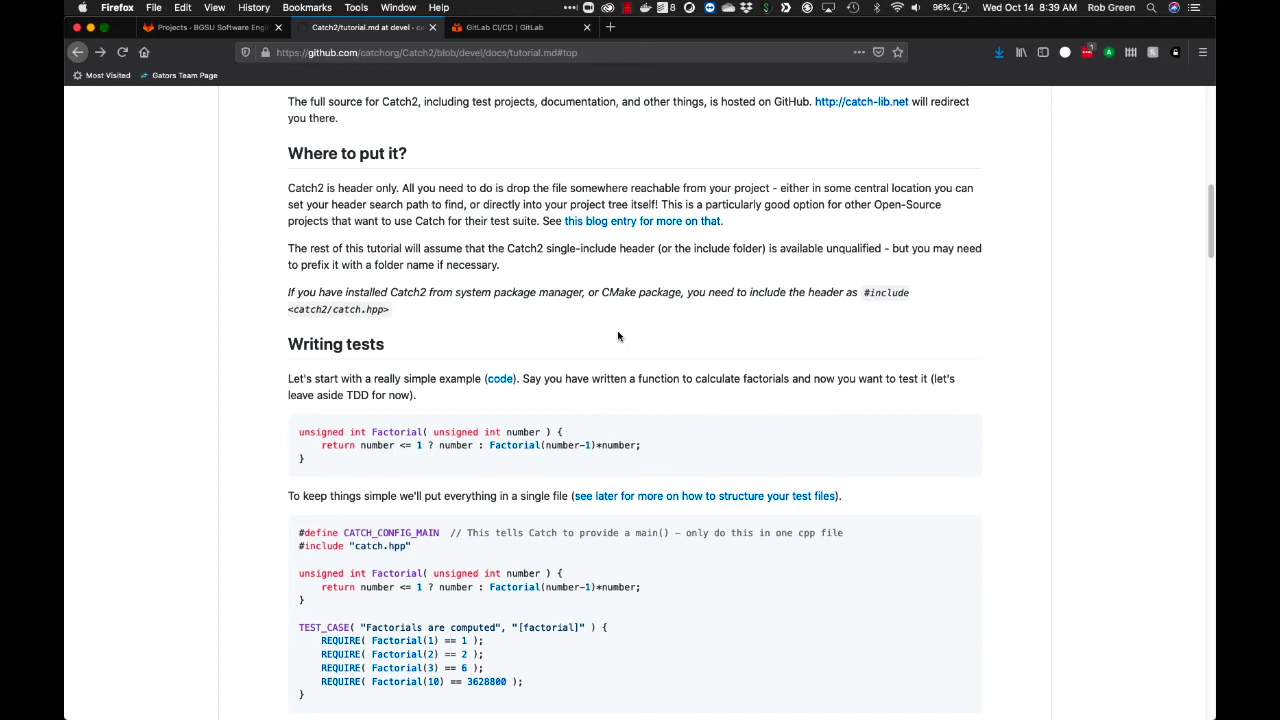 Firefox File Edit View History Bookmarks Tools Window Help 8 96% Wed Oct 14 8:39 AM Rob Green
Projects · BGSU Software Engi
Catch2/tutorial.md at devel · ca
GitLab CI/CD | GitLab
https://github.com/catchorg/Catch2/blob/devel/docs/tutorial.md#top
Most Visited Gators Team Page
The full source for Catch2, including test projects, documentation, and other things, is hosted on GitHub. http://catch-lib.net will redirect
you there.
Where to put it?
Catch2 is header only. All you need to do is drop the file somewhere reachable from your project - either in some central location you can
set your header search path to find, or directly into your project tree itself! This is a particularly good option for other Open-Source
projects that want to use Catch for their test suite. See this blog entry for more on that.
The rest of this tutorial will assume that the Catch2 single-include header (or the include folder) is available unqualified - but you may need
to prefix it with a folder name if necessary.
If you have installed Catch2 from system package manager, or CMake package, you need to include the header as #include
<catch2/catch.hpp>
Writing tests
Let's start with a really simple example (code). Say you have written a function to calculate factorials and now you want to test it (let's
leave aside TDD for now).
unsigned int Factorial( unsigned int number ) {
return number <= 1 ? number : Factorial(number-1)*number;
}
To keep things simple we'll put everything in a single file (see later for more on how to structure your test files).
#define CATCH_CONFIG_MAIN // This tells Catch to provide a main() - only do this in one cpp file
#include "catch.hpp"
unsigned int Factorial( unsigned int number ) {
return number <= 1 ? number : Factorial(number-1)*number;
}
TEST_CASE( "Factorials are computed", "[factorial]" ) {
REQUIRE( Factorial(1) == 1 );
REQUIRE( Factorial(2) == 2 );
REQUIRE( Factorial(3) == 6 );
REQUIRE( Factorial(10) == 3628800 );
}